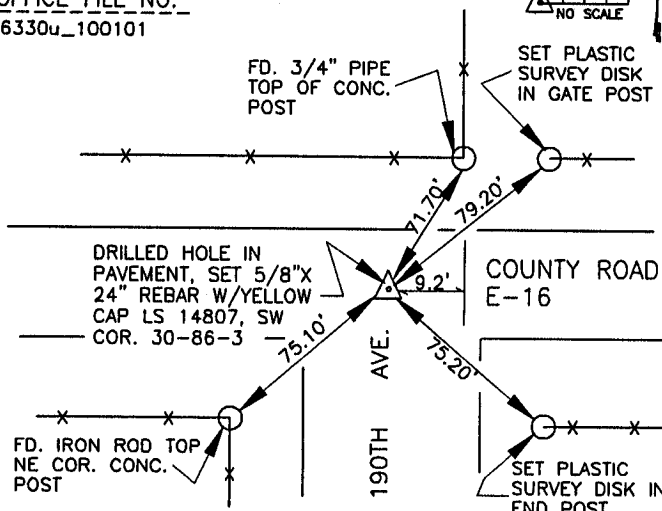 OFFICE FILE NO.
6330u_100101
NO SCALE
FD. 3/4" PIPE
TOP OF CONC.
POST
SET PLASTIC
SURVEY DISK
IN GATE POST
71.70'
79.20'
DRILLED HOLE IN
PAVEMENT, SET 5/8"X
24" REBAR W/YELLOW
CAP LS 14807, SW
COR. 30-86-3
9.2'
COUNTY ROAD
E-16
75.10'
75.20'
190TH AVE.
FD. IRON ROD TOP
NE COR. CONC.
POST
SET PLASTIC
SURVEY DISK IN
END POST